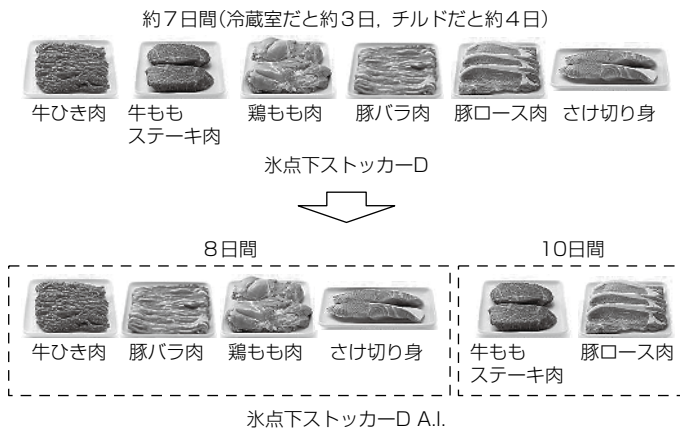 約７日間(冷蔵室だと約３日，チルドだと約４日)
牛ひき肉
牛もも
ステーキ肉
鶏もも肉
豚バラ肉
豚ロース肉
さけ切り身
氷点下ストッカーD
８日間
牛ひき肉
豚バラ肉
鶏もも肉
さけ切り身
10日間
牛もも
ステーキ肉
豚ロース肉
氷点下ストッカーD A.I.